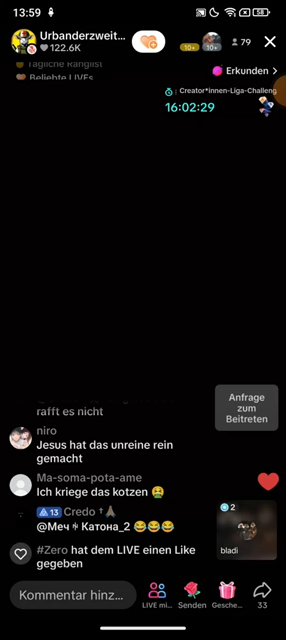 13:59
58
Urbanderzweit...
122.6K
10+
10+
79
Tägliche Rangliste
Erkunden >
Beliebte LIVEs
Creator*innen-Liga-Challeng
16:02:29
Anfrage
zum
Beitreten
rafft es nicht
niro
Jesus hat das unreine rein
gemacht
Ma-soma-pota-ame
Ich kriege das kotzen 🤮
13 Credo †🙏🏿
@Меч ꑭ Катона_2 😂😂😂
2
bladi
#Zero hat dem LIVE einen Like
gegeben
Kommentar hinz...
LIVE mi...
Senden
Gesche...
33